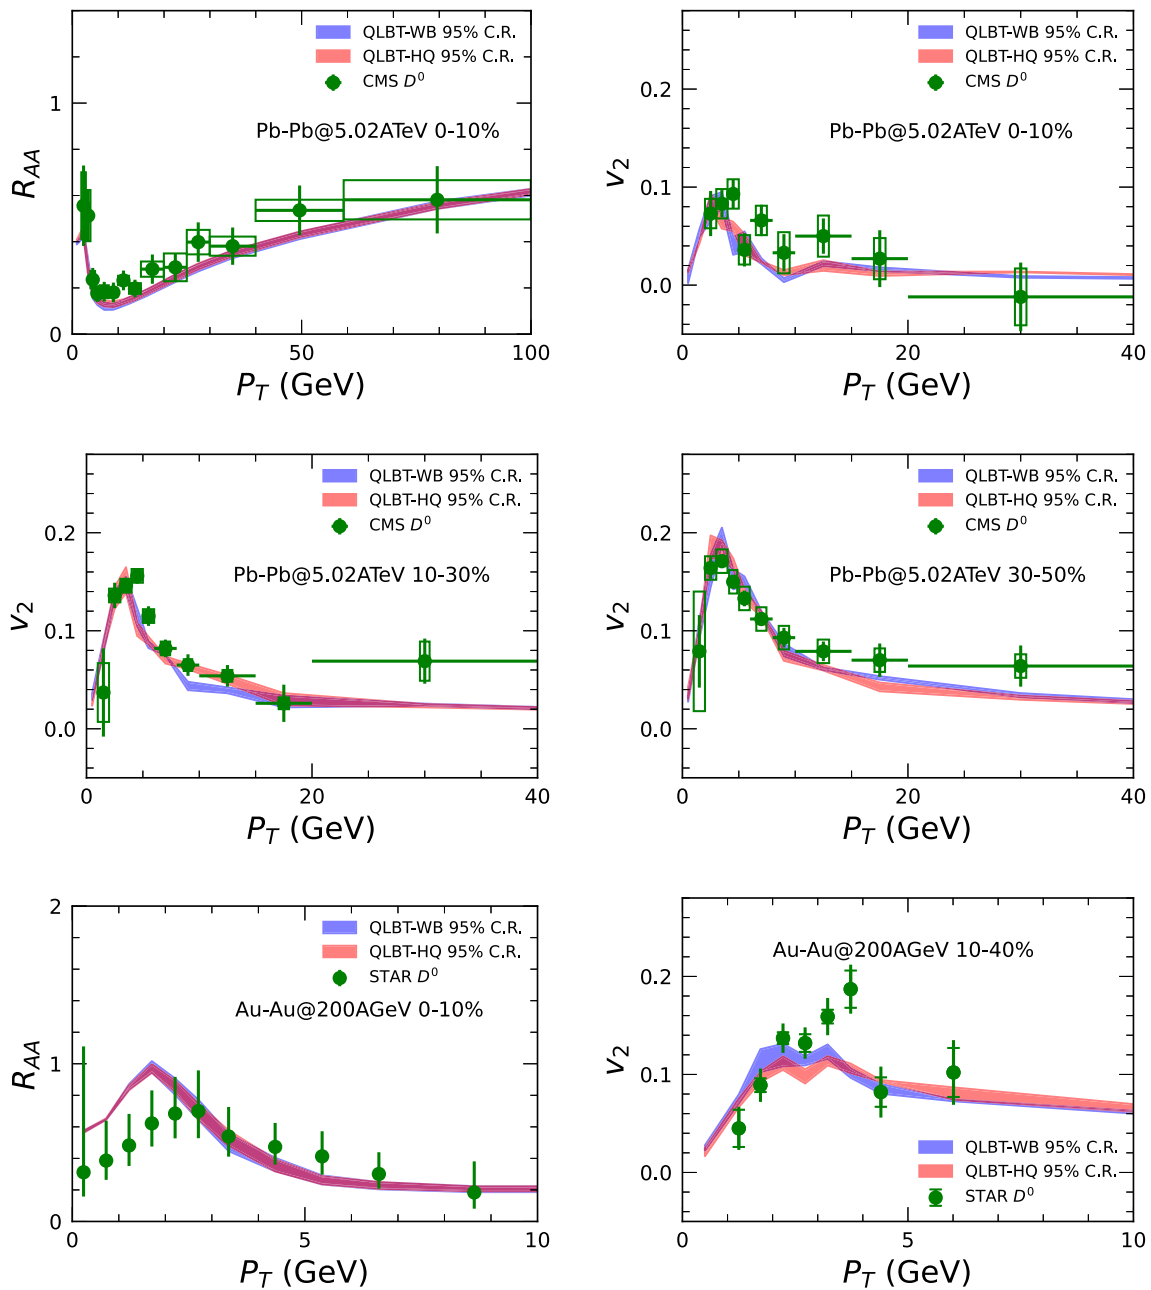 R_AA
1
0
QLBT-WB 95% C.R.
QLBT-HQ 95% C.R.
CMS D⁰
Pb-Pb@5.02ATeV 0-10%
0 50 100
P_T (GeV)
v₂
0.2
0.1
0.0
QLBT-WB 95% C.R.
QLBT-HQ 95% C.R.
CMS D⁰
Pb-Pb@5.02ATeV 0-10%
0 20 40
P_T (GeV)
v₂
0.2
0.1
0.0
QLBT-WB 95% C.R.
QLBT-HQ 95% C.R.
CMS D⁰
Pb-Pb@5.02ATeV 10-30%
0 20 40
P_T (GeV)
v₂
0.2
0.1
0.0
QLBT-WB 95% C.R.
QLBT-HQ 95% C.R.
CMS D⁰
Pb-Pb@5.02ATeV 30-50%
0 20 40
P_T (GeV)
R_AA
2
1
0
QLBT-WB 95% C.R.
QLBT-HQ 95% C.R.
STAR D⁰
Au-Au@200AGeV 0-10%
0 5 10
P_T (GeV)
v₂
0.2
0.1
0.0
Au-Au@200AGeV 10-40%
QLBT-WB 95% C.R.
QLBT-HQ 95% C.R.
STAR D⁰
0 5 10
P_T (GeV)